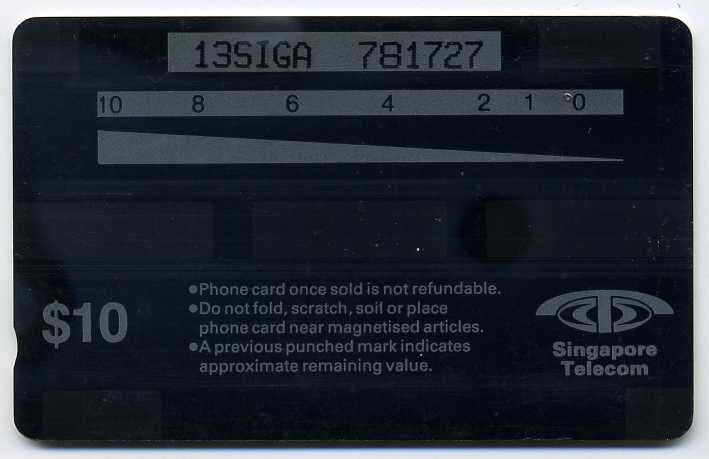 13SIGA 781727
10 8 6 4 2 1 0
$10
•Phone card once sold is not refundable.
•Do not fold, scratch, soil or place
phone card near magnetised articles.
•A previous punched mark indicates
approximate remaining value.
Singapore
Telecom